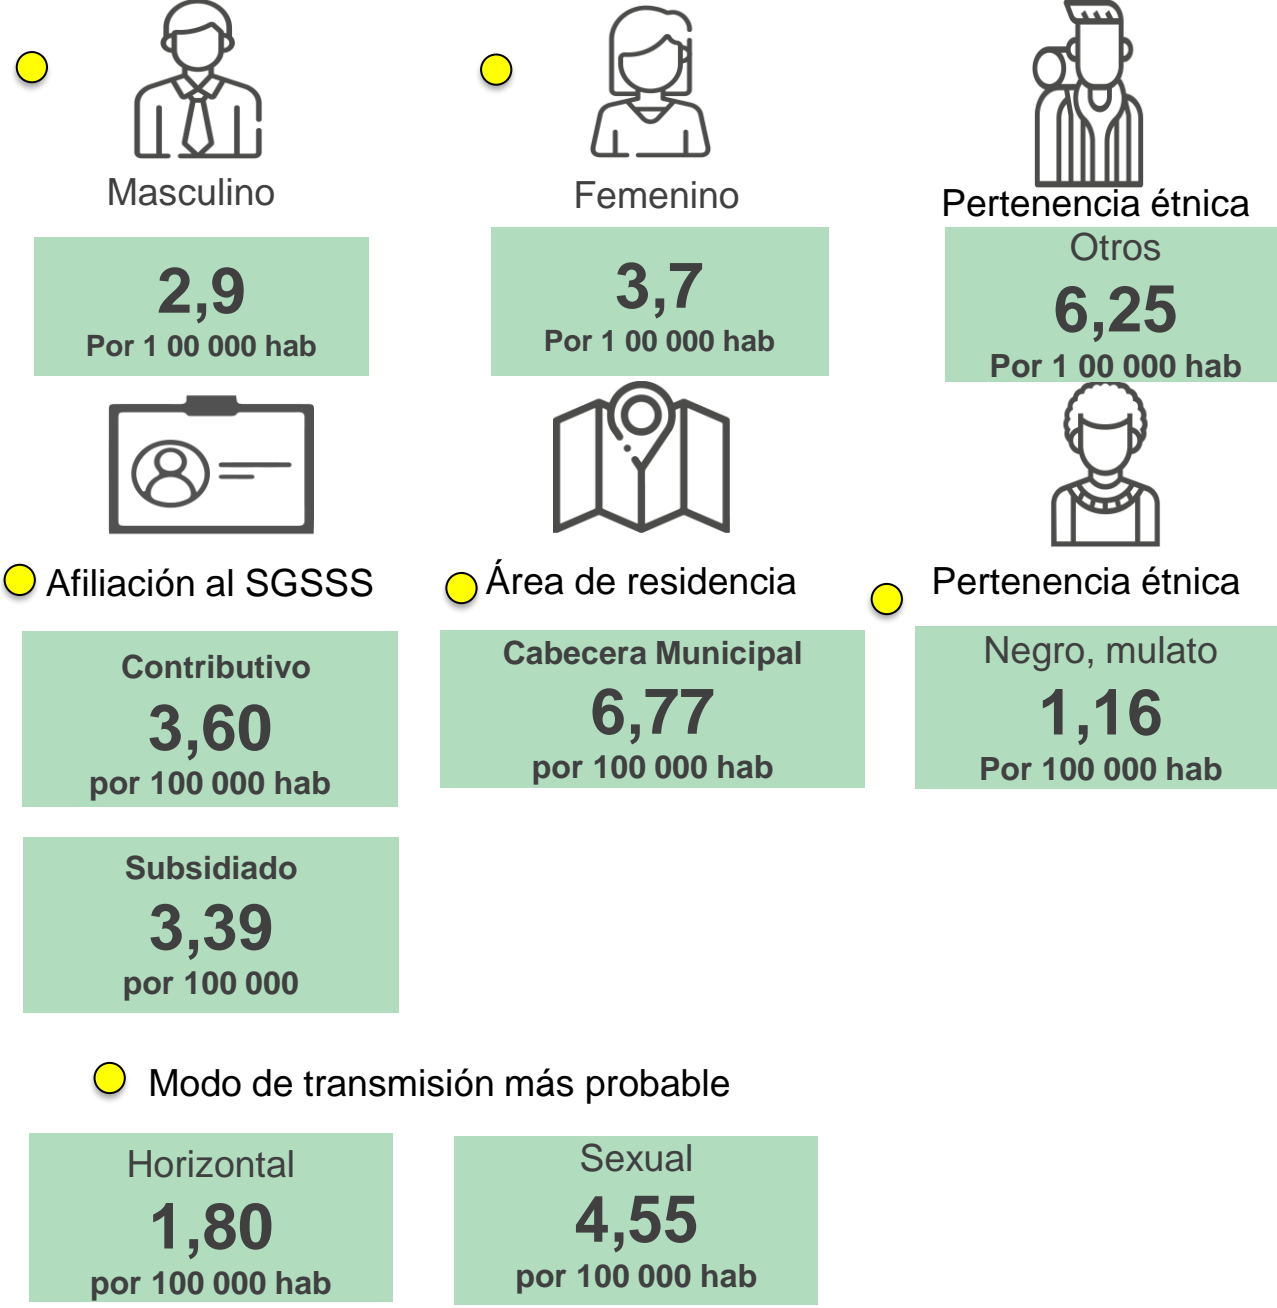 Masculino
2,9
Por 1 00 000 hab
Femenino
3,7
Por 1 00 000 hab
Pertenencia étnica
Otros
6,25
Por 1 00 000 hab
Afiliación al SGSSS
Contributivo
3,60
por 100 000 hab
Subsidiado
3,39
por 100 000
Área de residencia
Cabecera Municipal
6,77
por 100 000 hab
Pertenencia étnica
Negro, mulato
1,16
Por 100 000 hab
Modo de transmisión más probable
Horizontal
1,80
por 100 000 hab
Sexual
4,55
por 100 000 hab